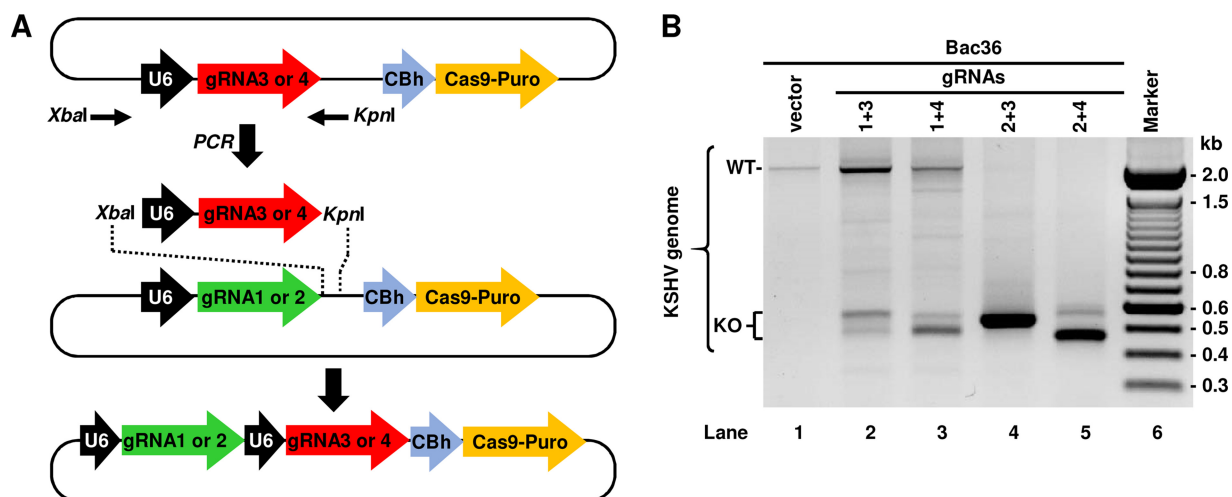 A
U6
gRNA3 or 4
CBh
Cas9-Puro
XbaI
KpnI
PCR
XbaI
U6
gRNA3 or 4
KpnI
U6
gRNA1 or 2
CBh
Cas9-Puro
U6
gRNA1 or 2
U6
gRNA3 or 4
CBh
Cas9-Puro
B
Bac36
gRNAs
vector
1+3
1+4
2+3
2+4
Marker
kb
KSHV genome
WT-
KO
- 2.0
- 1.5
- 0.8
- 0.6
- 0.5
- 0.4
- 0.3
Lane 1 2 3 4 5 6